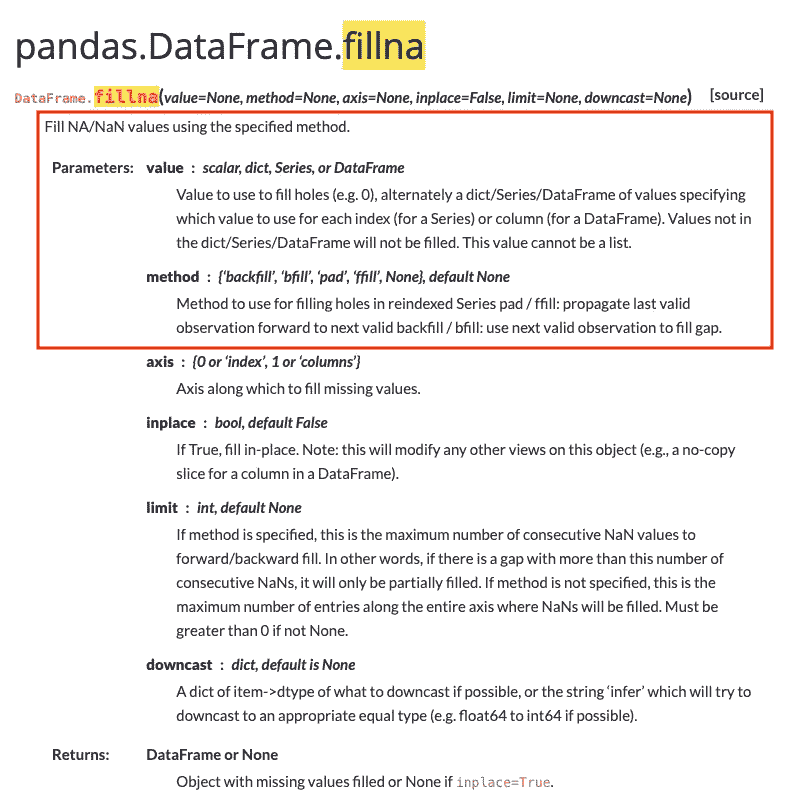 pandas.DataFrame.fillna
DataFrame.fillna(value=None, method=None, axis=None, inplace=False, limit=None, downcast=None) [source]
Fill NA/NaN values using the specified method.
Parameters: value : scalar, dict, Series, or DataFrame
Value to use to fill holes (e.g. 0), alternately a dict/Series/DataFrame of values specifying
which value to use for each index (for a Series) or column (for a DataFrame). Values not in
the dict/Series/DataFrame will not be filled. This value cannot be a list.
method : {‘backfill’, ‘bfill’, ‘pad’, ‘ffill’, None}, default None
Method to use for filling holes in reindexed Series pad / ffill: propagate last valid
observation forward to next valid backfill / bfill: use next valid observation to fill gap.
axis : {0 or ‘index’, 1 or ‘columns’}
Axis along which to fill missing values.
inplace : bool, default False
If True, fill in-place. Note: this will modify any other views on this object (e.g., a no-copy
slice for a column in a DataFrame).
limit : int, default None
If method is specified, this is the maximum number of consecutive NaN values to
forward/backward fill. In other words, if there is a gap with more than this number of
consecutive NaNs, it will only be partially filled. If method is not specified, this is the
maximum number of entries along the entire axis where NaNs will be filled. Must be
greater than 0 if not None.
downcast : dict, default is None
A dict of item->dtype of what to downcast if possible, or the string ‘infer’ which will try to
downcast to an appropriate equal type (e.g. float64 to int64 if possible).
Returns: DataFrame or None
Object with missing values filled or None if inplace=True.